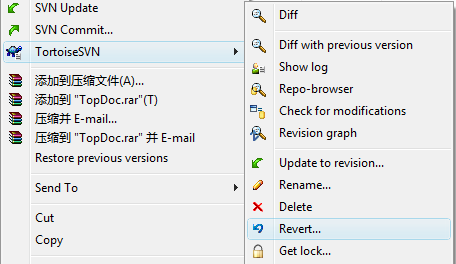 SVN Update
SVN Commit...
TortoiseSVN
添加到压缩文件(A)...
添加到 "TopDoc.rar"(T)
压缩并 E-mail...
压缩到 "TopDoc.rar" 并 E-mail
Restore previous versions
Send To
Cut
Copy
Diff
Diff with previous version
Show log
Repo-browser
Check for modifications
Revision graph
Update to revision...
Rename...
Delete
Revert...
Get lock...